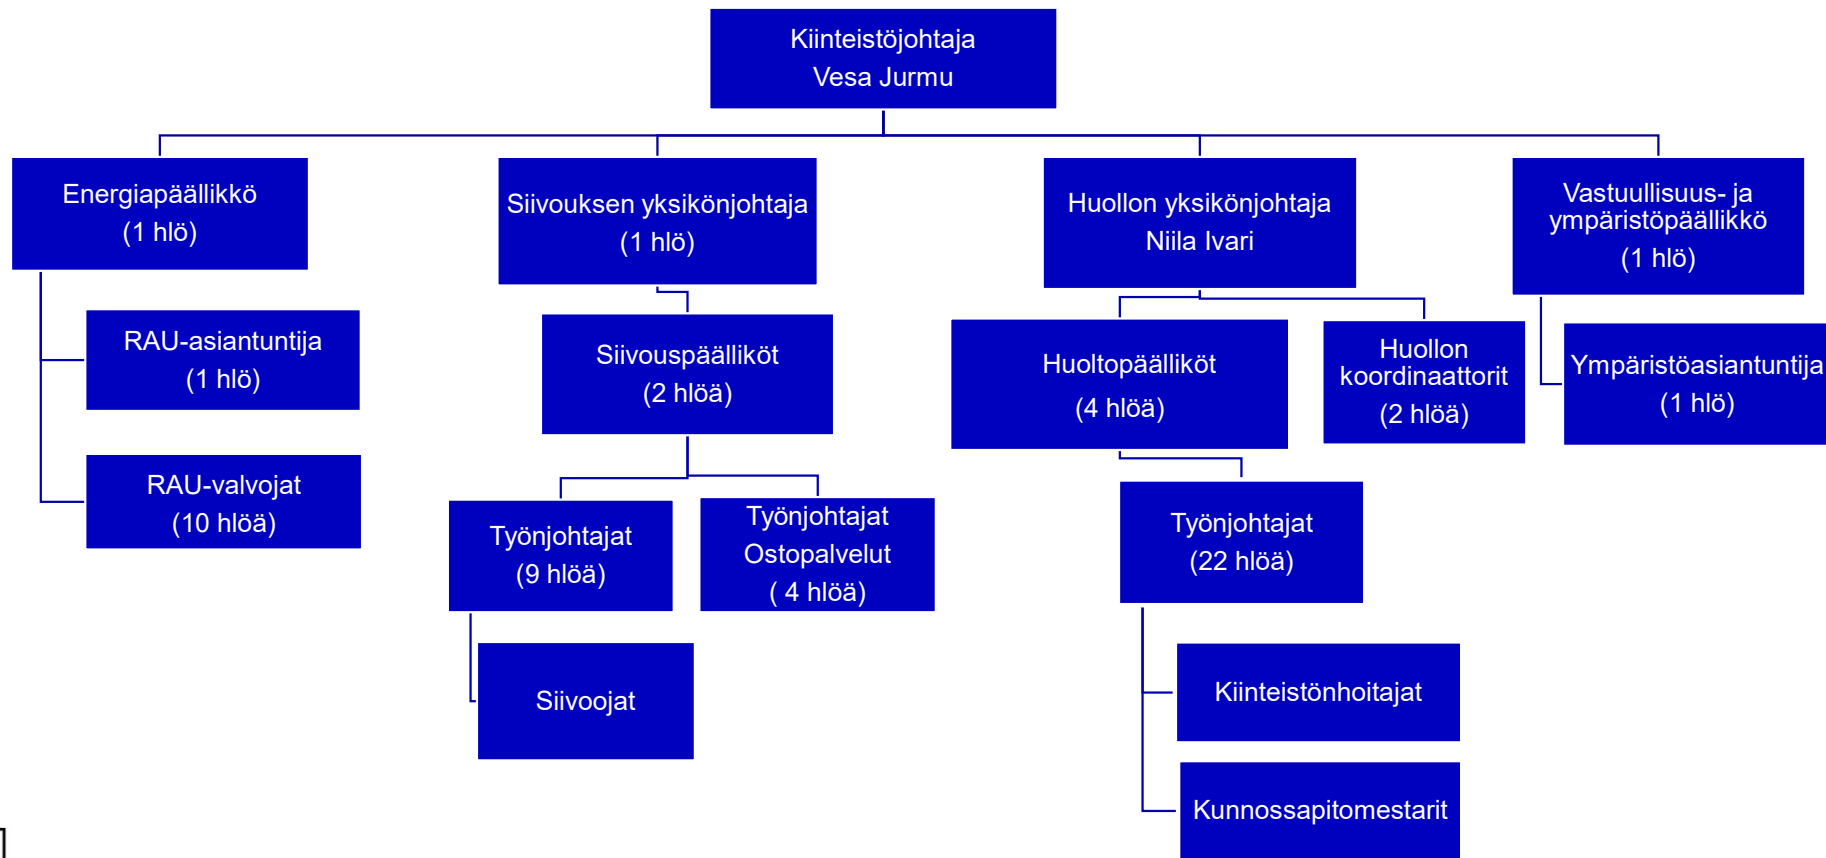 Kiinteistöjohtaja
Vesa Jurmu
Energiapäällikkö
(1 hlö)
Siivouksen yksikönjohtaja
(1 hlö)
Huollon yksikönjohtaja
Niila Ivari
Vastuullisuus- ja
ympäristöpäällikkö
(1 hlö)
RAU-asiantuntija
(1 hlö)
Siivouspäälliköt
(2 hlöä)
Huoltopäälliköt
(4 hlöä)
Huollon
koordinaattorit
(2 hlöä)
Ympäristöasiantuntija
(1 hlö)
RAU-valvojat
(10 hlöä)
Työnjohtajat
(9 hlöä)
Työnjohtajat
Ostopalvelut
( 4 hlöä)
Työnjohtajat
(22 hlöä)
Siivoojat
Kiinteistönhoitajat
Kunnossapitomestarit
]